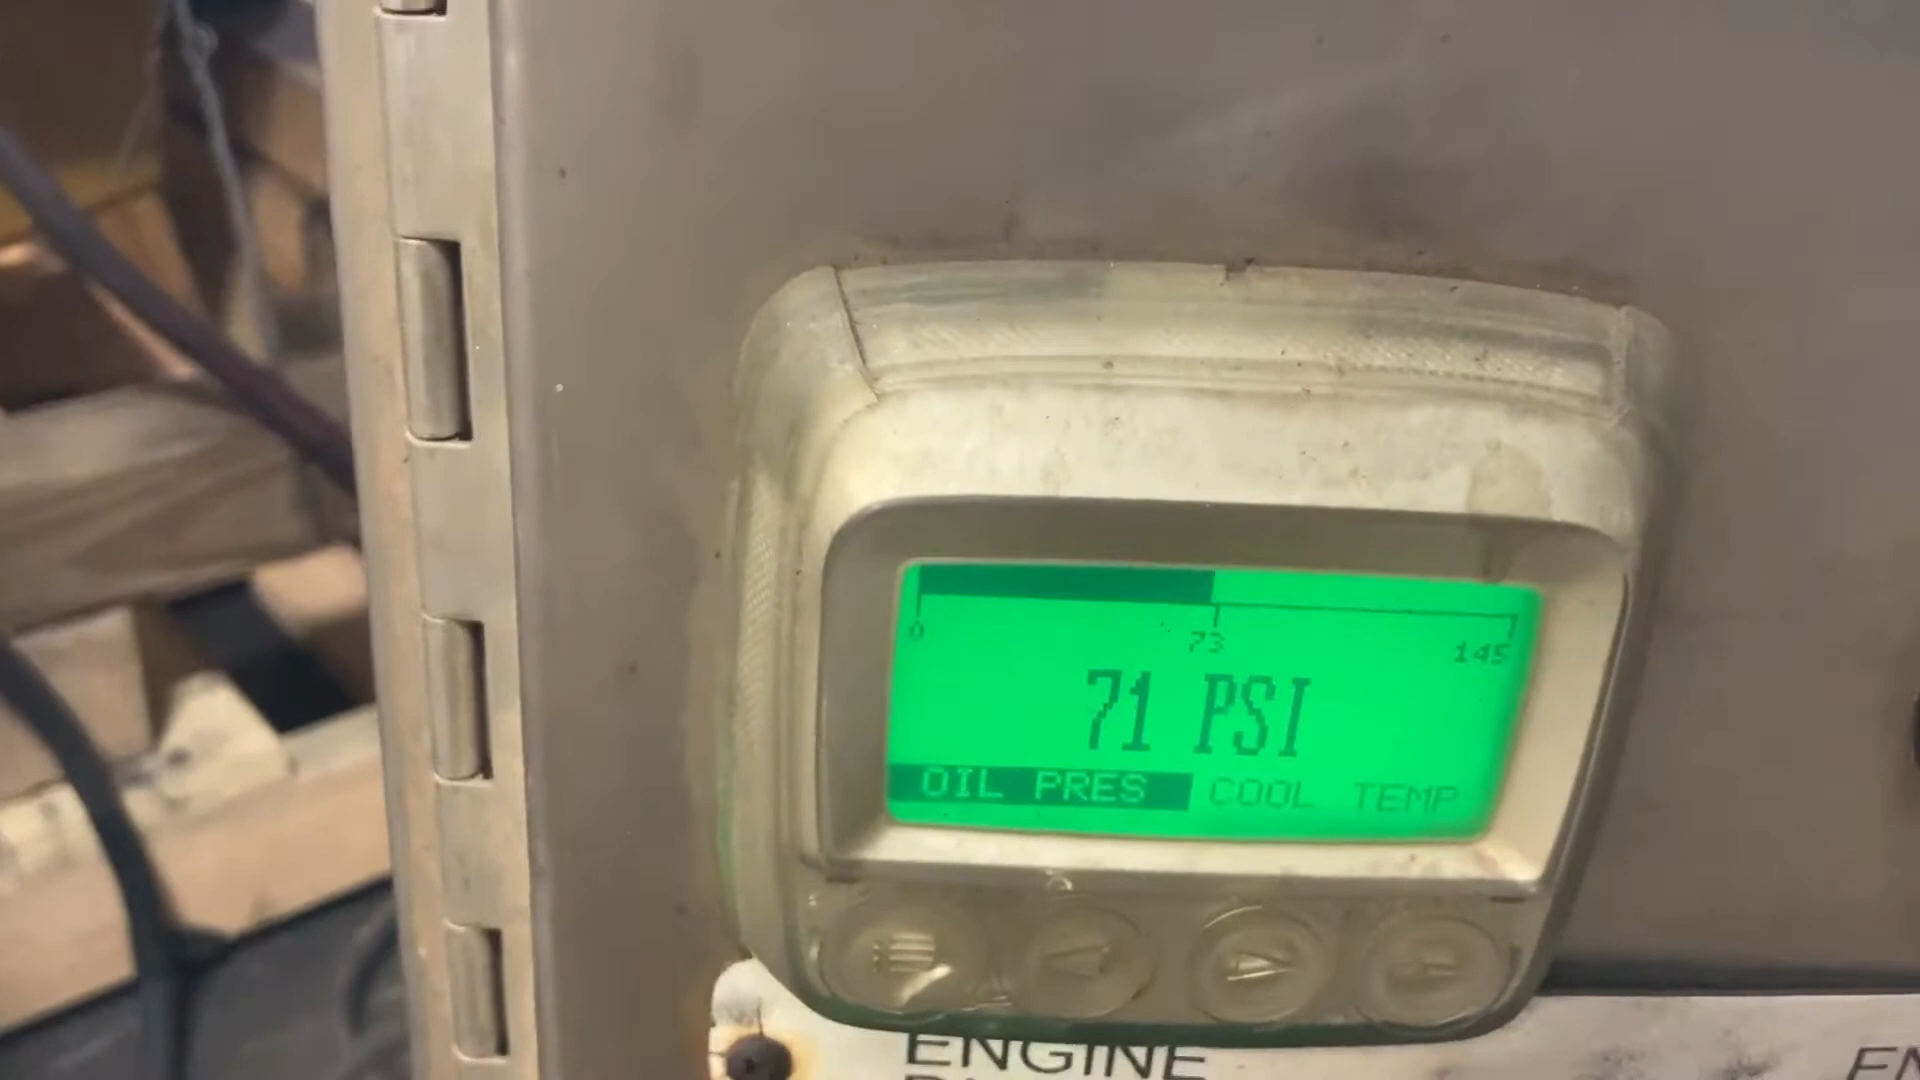 0 73 145
71 PSI
OIL PRES COOL TEMP
ENGINE